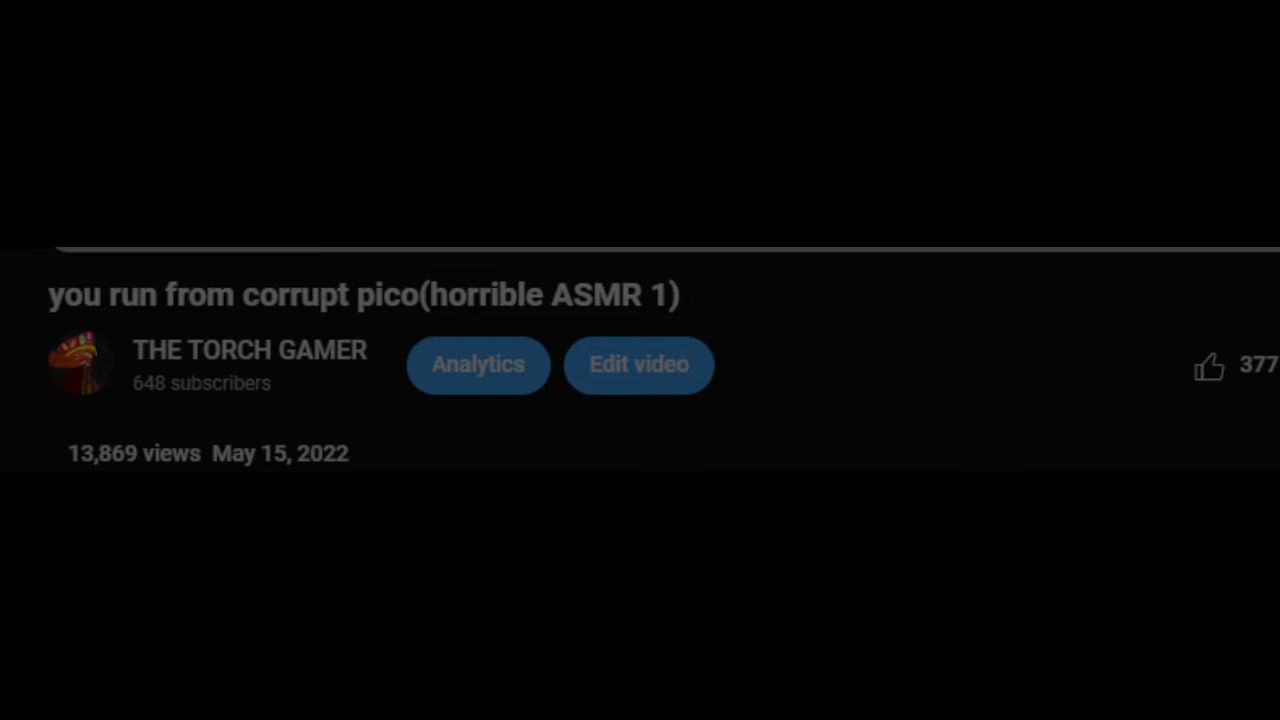 you run from corrupt pico(horrible ASMR 1)
THE TORCH GAMER
648 subscribers
Analytics
Edit video
377
13,869 views May 15, 2022